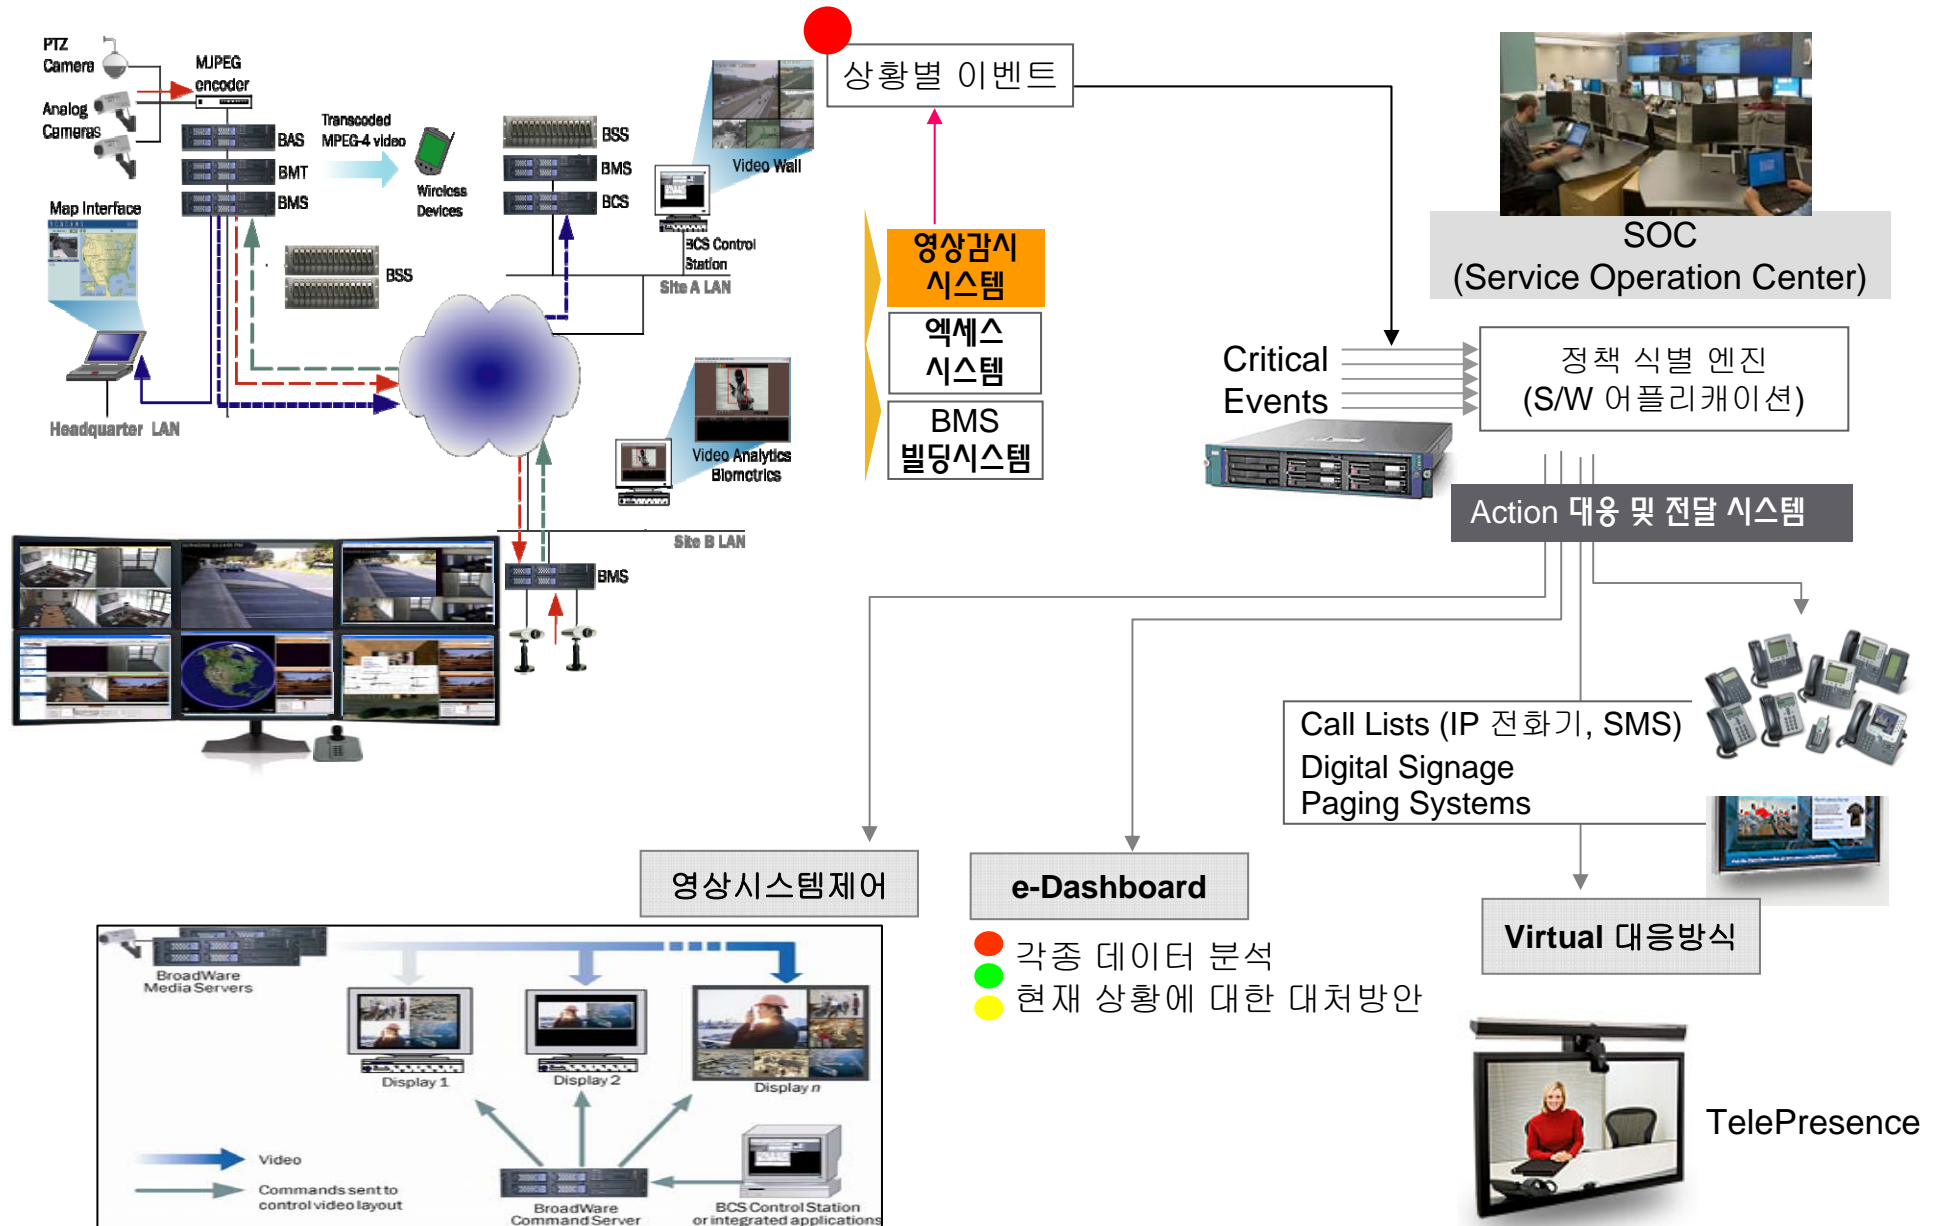 PTZ
Camera
MJPEG
encoder
Analog
Cameras
Transcoded
MPEG-4 video
BAS
BMT
BMS
Wireless
Devices
Map Interface
BSS
Headquarter LAN
BSS
BMS
BCS
Video Wall
BCS Control
Station
Site A LAN
Video Analytics
Biometrics
Site B LAN
BMS
상황별 이벤트
영상감시
시스템
엑세스
시스템
BMS
빌딩시스템
SOC
(Service Operation Center)
Critical
Events
정책 식별 엔진
(S/W 어플리캐이션)
Action 대응 및 전달 시스템
Call Lists (IP 전화기, SMS)
Digital Signage
Paging Systems
영상시스템제어
e-Dashboard
각종 데이터 분석
현재 상황에 대한 대처방안
Virtual 대응방식
TelePresence
BroadWare
Media Servers
Display 1
Display 2
Display n
Video
Commands sent to
control video layout
BroadWare
Command Server
BCS Control Station
or integrated applications